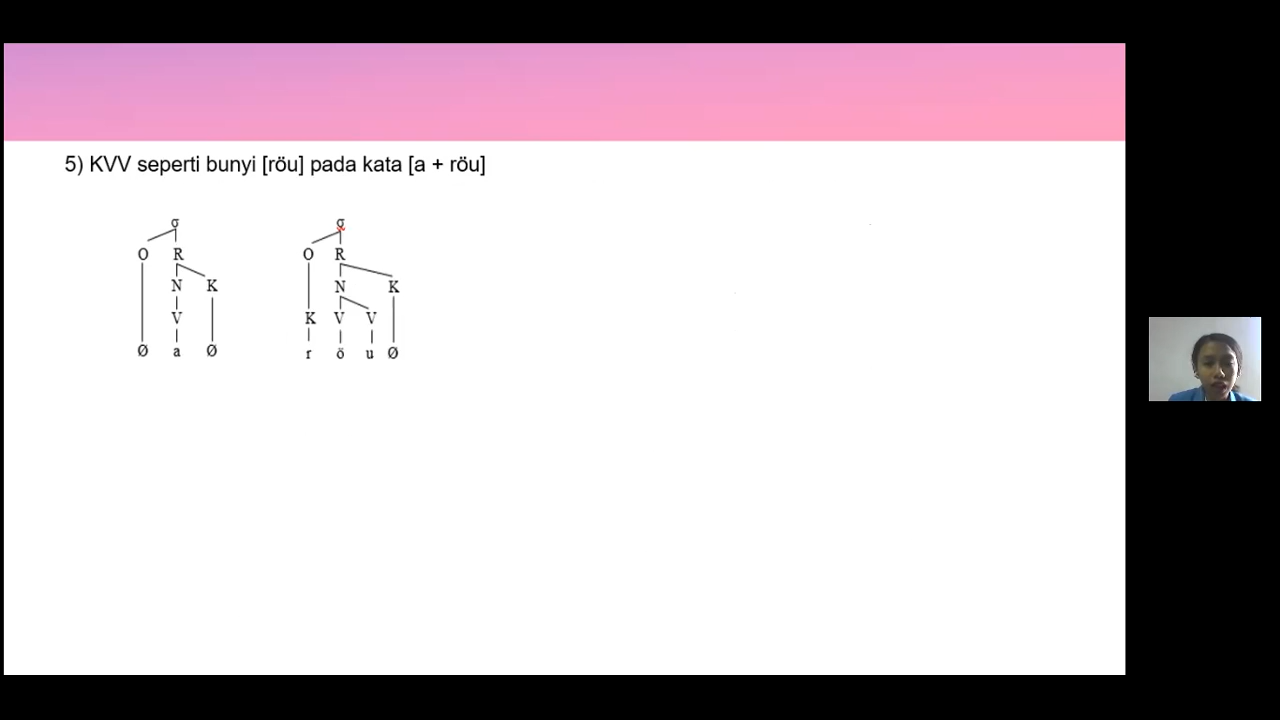 5) KVV seperti bunyi [röu] pada kata [a + röu]
σ σ
O R O R
N K N K
V K V V
Ø a Ø r ö u Ø